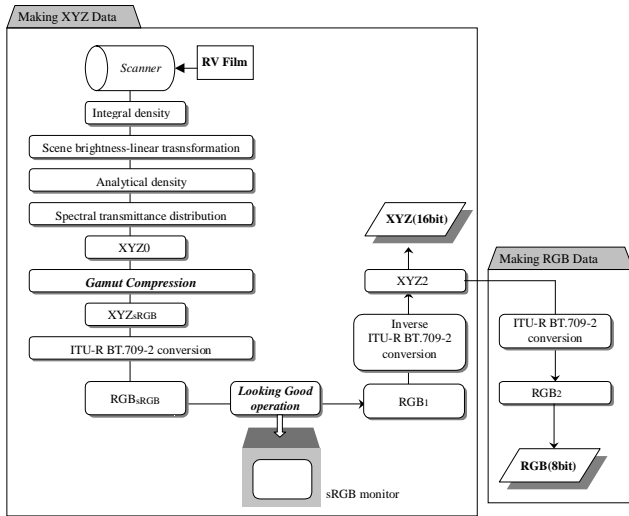 Making XYZ Data
Scanner
RV Film
Integral density
Scene brightness-linear trasnsformation
Analytical density
Spectral transmittance distribution
XYZ0
Gamut Compression
XYZsRGB
ITU-R BT.709-2 conversion
RGBsRGB
Looking Good
operation
sRGB monitor
RGB1
Inverse
ITU-R BT.709-2
conversion
XYZ2
XYZ(16bit)
Making RGB Data
ITU-R BT.709-2
conversion
RGB2
RGB(8bit)